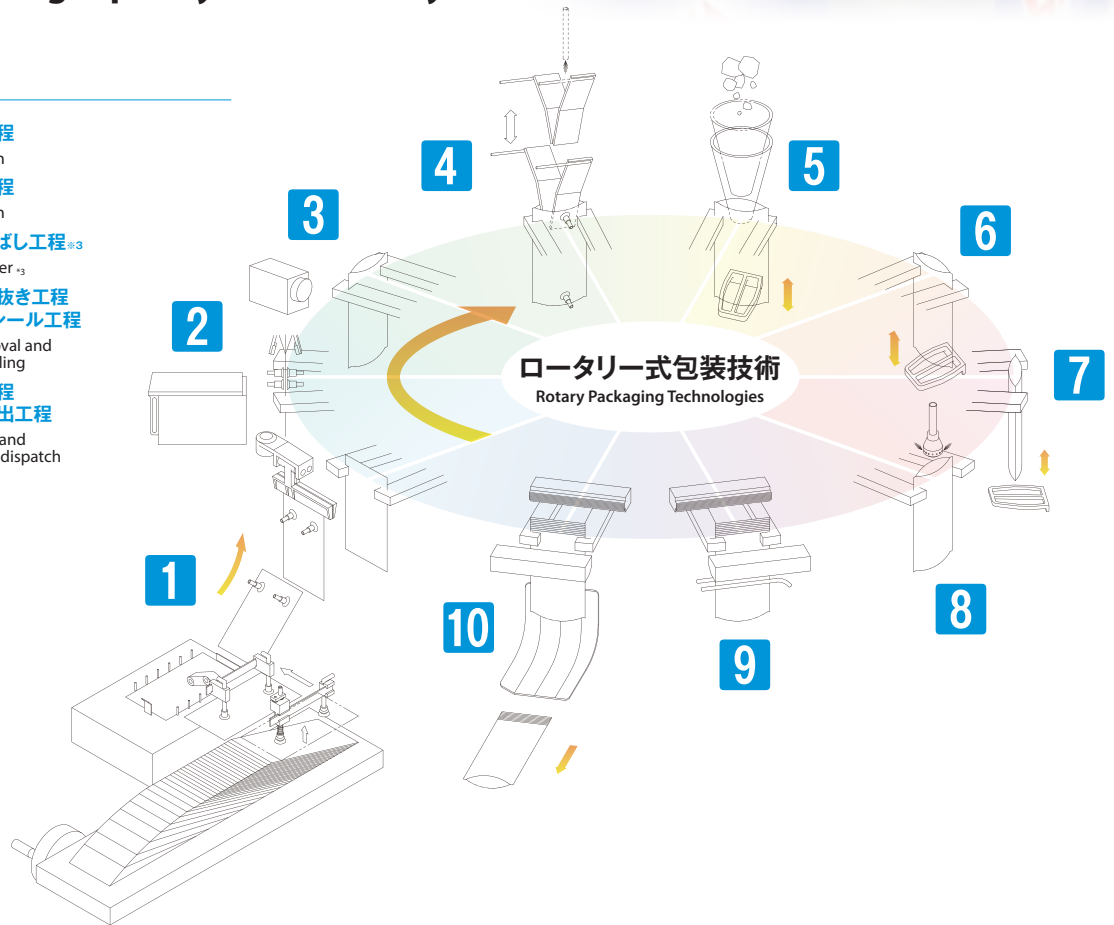 程
程
ばし工程※3
er *3
抜き工程
シール工程
oval and
ling
程
出工程
and
dispatch
1
2
3
4
5
6
7
8
9
10
ロータリー式包装技術
Rotary Packaging Technologies